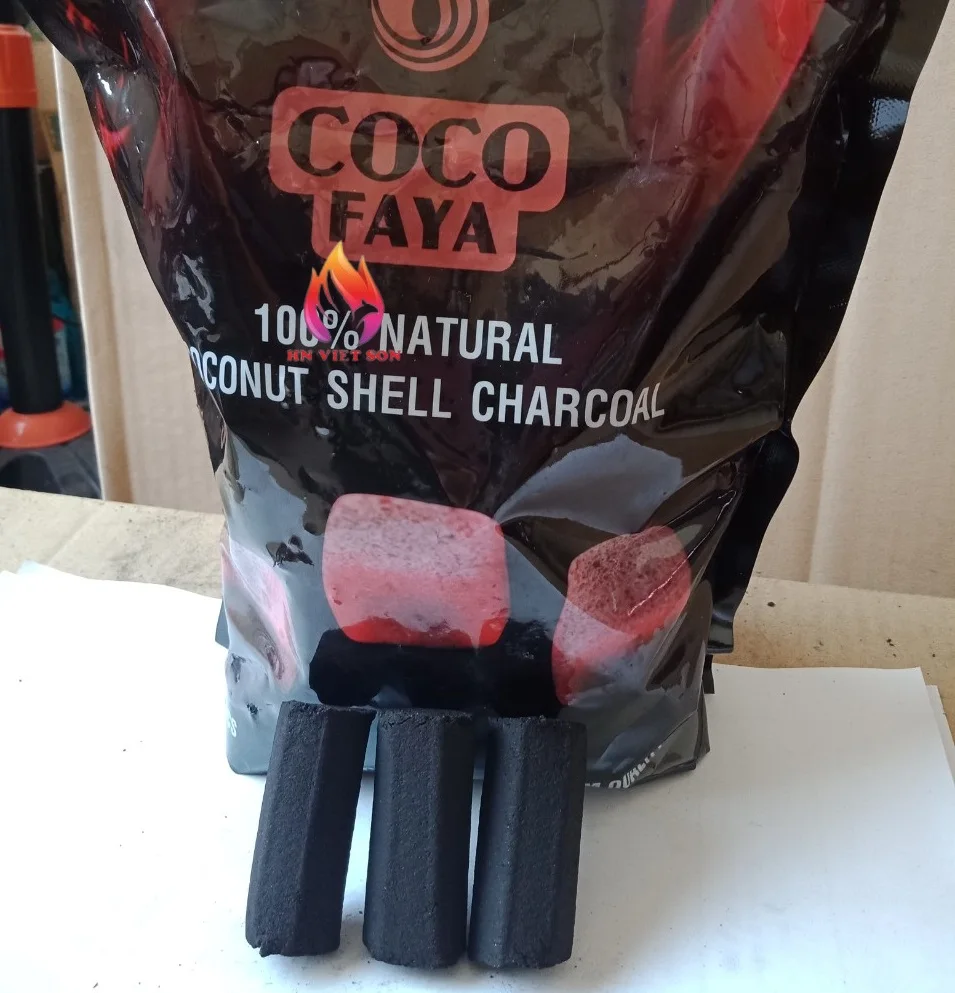 COCO
FAYA
100% NATURAL
HN VIET SON
OCONUT SHELL CHARCOAL